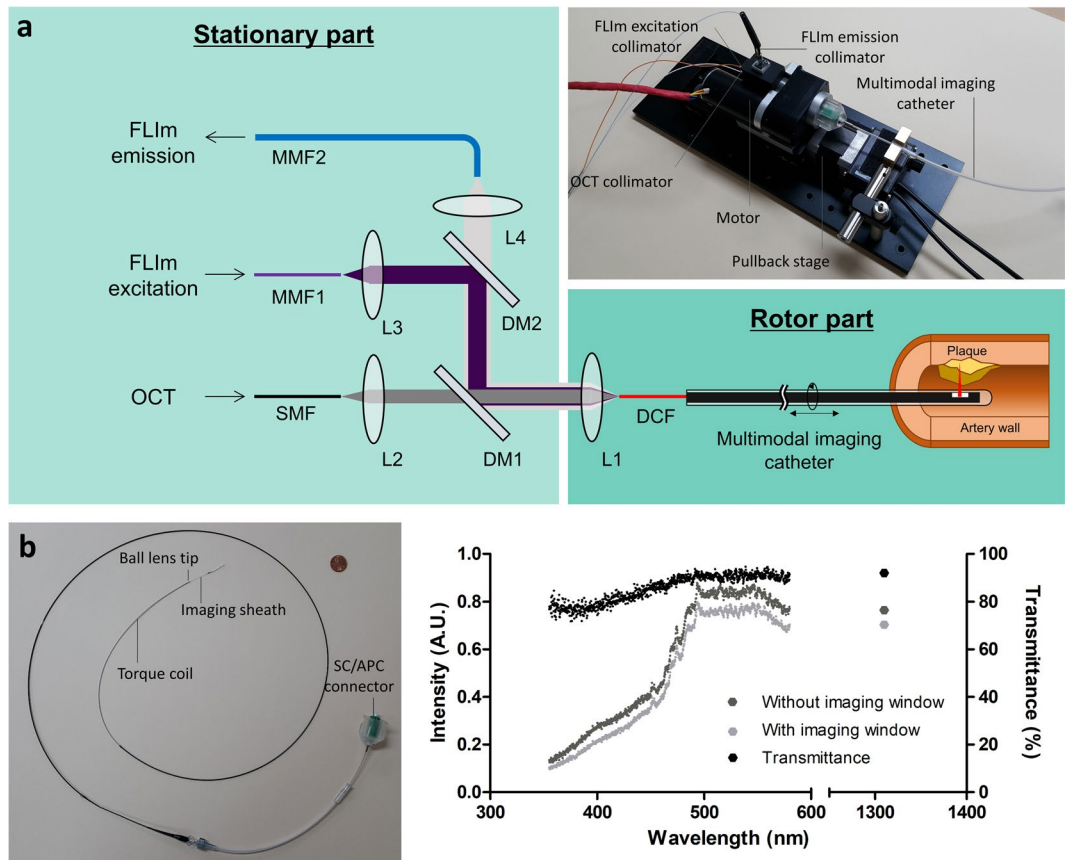 a
Stationary part
FLIm
emission
MMF2
L4
FLIm
excitation
MMF1
L3
DM2
OCT
SMF
L2
DM1
L1
FLIm excitation
collimator
FLIm emission
collimator
Multimodal imaging
catheter
OCT collimator
Motor
Pullback stage
Rotor part
Plaque
DCF
Artery wall
Multimodal imaging
catheter
b
Ball lens tip
Imaging sheath
Torque coil
SC/APC
connector
Intensity (A.U.)
1.0
0.8
0.6
0.4
0.2
0.0
Without imaging window
With imaging window
Transmittance
100
80
60
40
20
0
Transmittance (%)
300 400 500 600 1300 1400
Wavelength (nm)